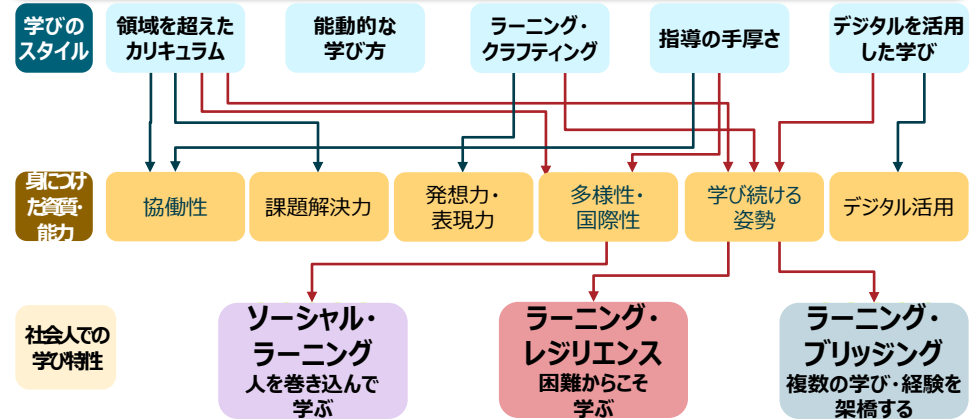 学びの
スタイル
領域を超えた
カリキュラム
能動的な
学び方
ラーニング・
クラフティング
指導の手厚さ
デジタルを活用
した学び
身につけ
た資質・
能力
協働性
課題解決力
発想力・
表現力
多様性・
国際性
学び続ける
姿勢
デジタル活用
社会人での
学び特性
ソーシャル・
ラーニング
人を巻き込んで
学ぶ
ラーニング・
レジリエンス
困難からこそ
学ぶ
ラーニング・
ブリッジング
複数の学び・経験を
架橋する